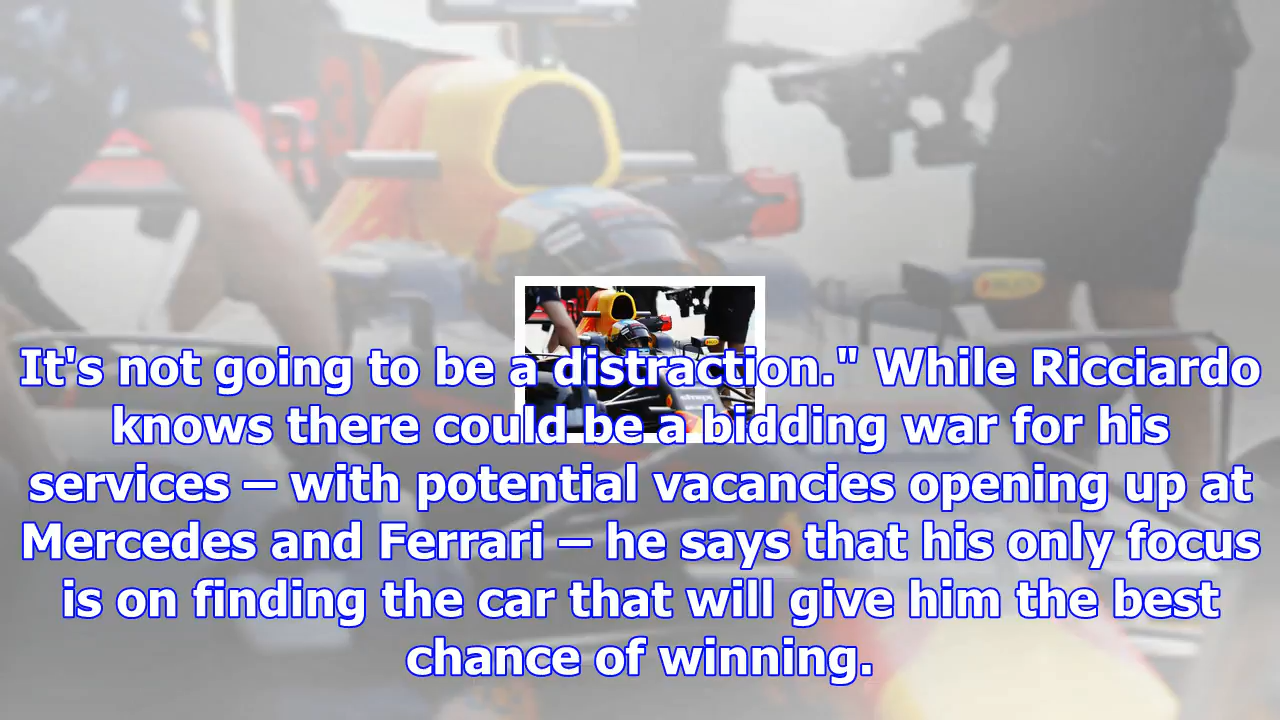 It's not going to be a distraction." While Ricciardo
knows there could be a bidding war for his
services – with potential vacancies opening up at
Mercedes and Ferrari – he says that his only focus
is on finding the car that will give him the best
chance of winning.